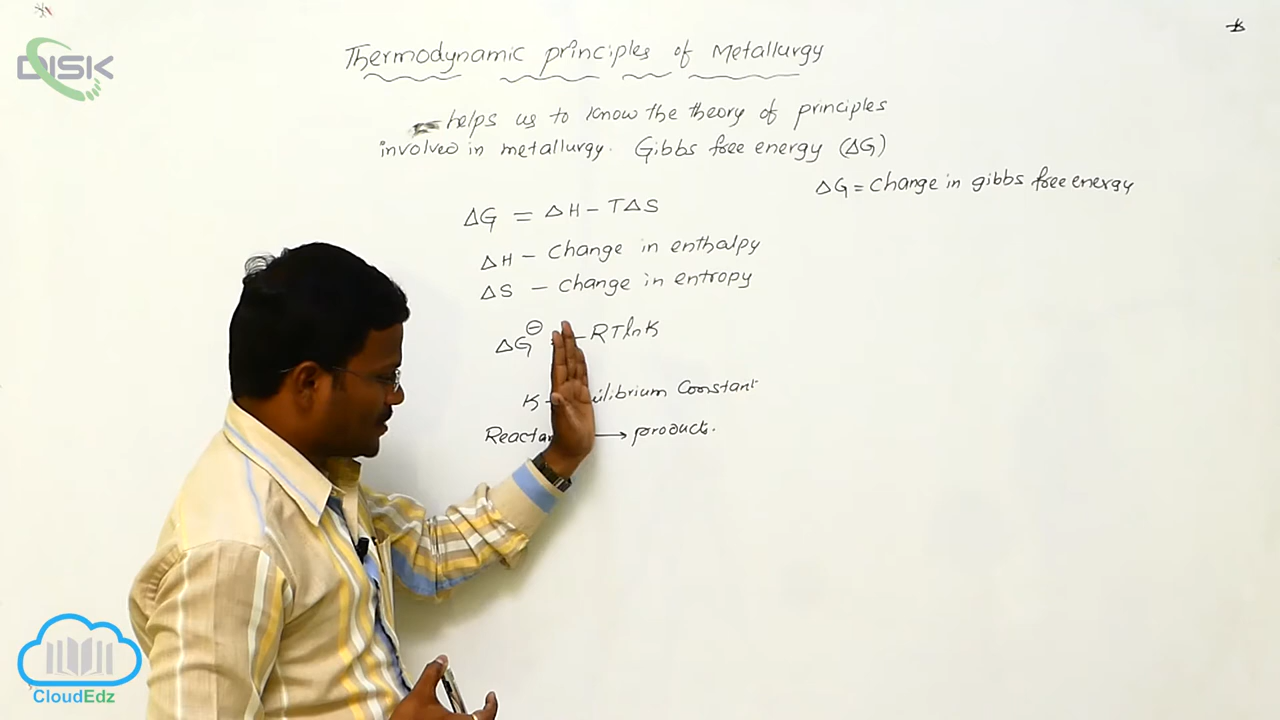 DISK
Thermodynamic principles of Metallurgy
helps us to know the theory of principles
involved in metallurgy. Gibbs free energy (ΔG)
ΔG = change in gibbs free energy
ΔG = ΔH - TΔS
ΔH - change in enthalpy
ΔS - change in entropy
ΔG⊖ = -RTlnK
K - Constant
products.
CloudEdz